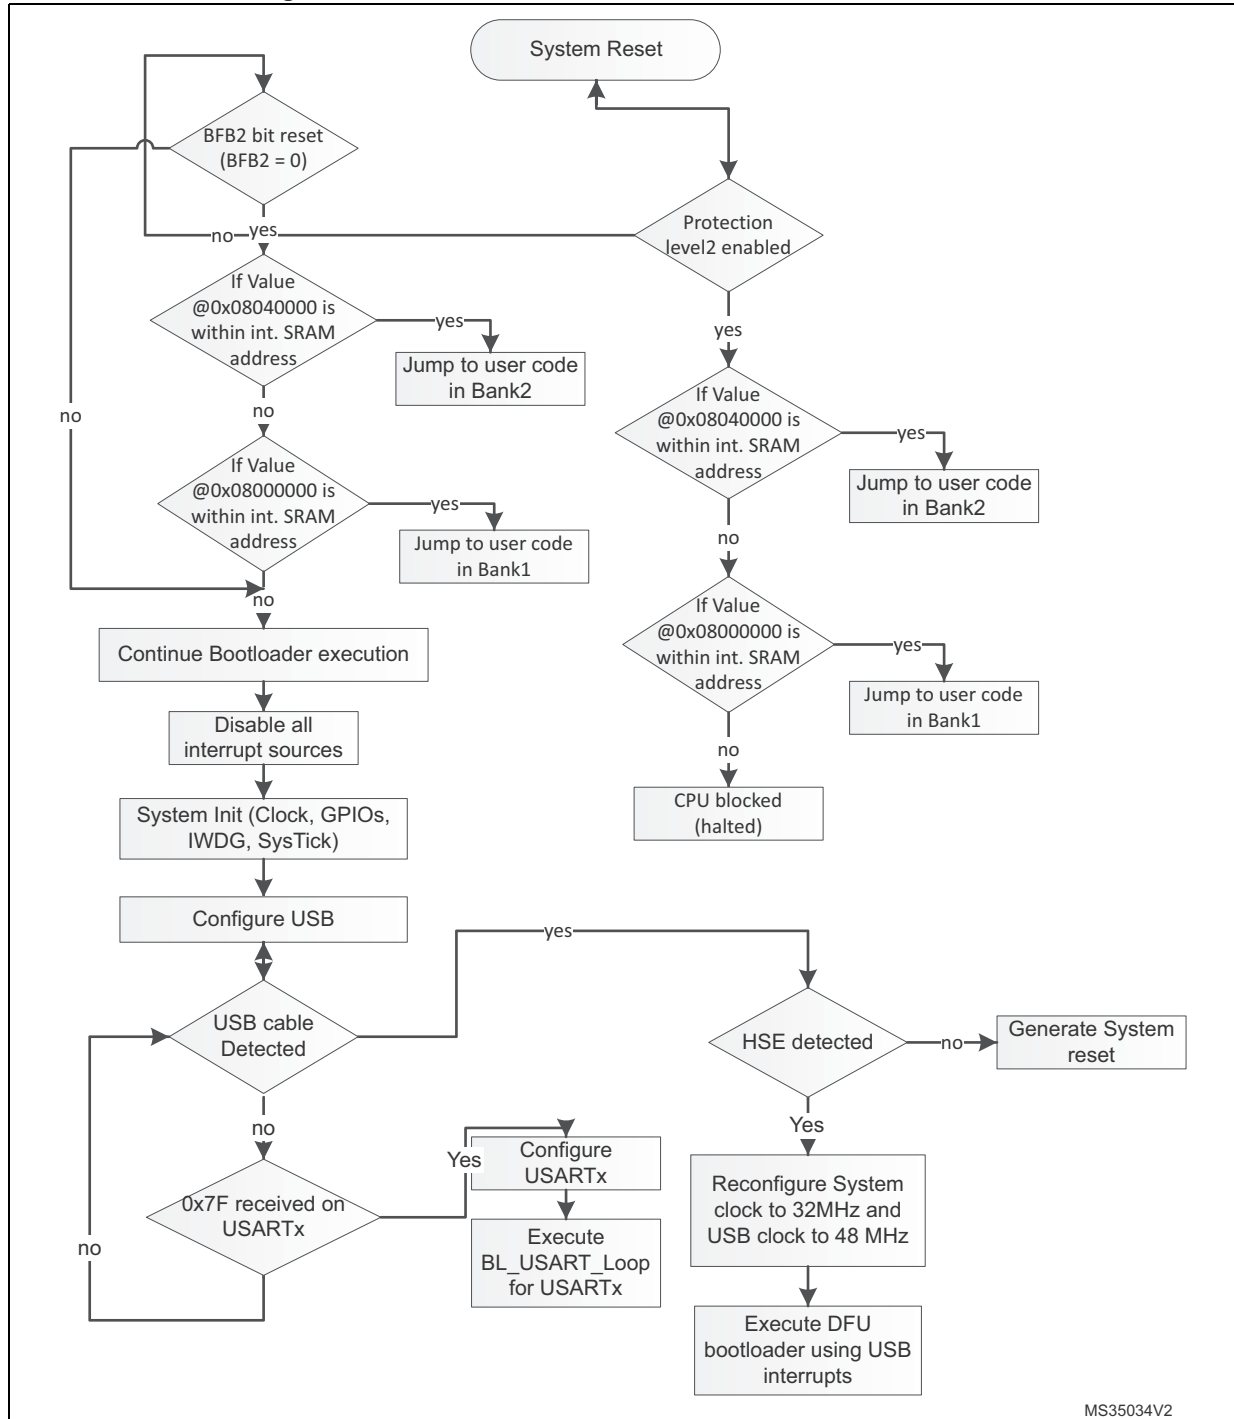 System Reset
BFB2 bit reset
(BFB2 = 0)
Protection
level2 enabled
no
yes
If Value
@0x08040000 is
within int. SRAM
address
yes
Jump to user code
in Bank2
no
no
If Value
@0x08000000 is
within int. SRAM
address
yes
Jump to user code
in Bank1
no
yes
If Value
@0x08040000 is
within int. SRAM
address
yes
Jump to user code
in Bank2
no
If Value
@0x08000000 is
within int. SRAM
address
yes
Jump to user code
in Bank1
no
CPU blocked
(halted)
Continue Bootloader execution
Disable all
interrupt sources
System Init (Clock, GPIOs,
IWDG, SysTick)
Configure USB
yes
USB cable
Detected
HSE detected
no
Generate System
reset
no
Yes
Configure
USARTx
0x7F received on
USARTx
no
Execute
BL_USART_Loop
for USARTx
Yes
Reconfigure System
clock to 32MHz and
USB clock to 48 MHz
Execute DFU
bootloader using USB
interrupts
MS35034V2